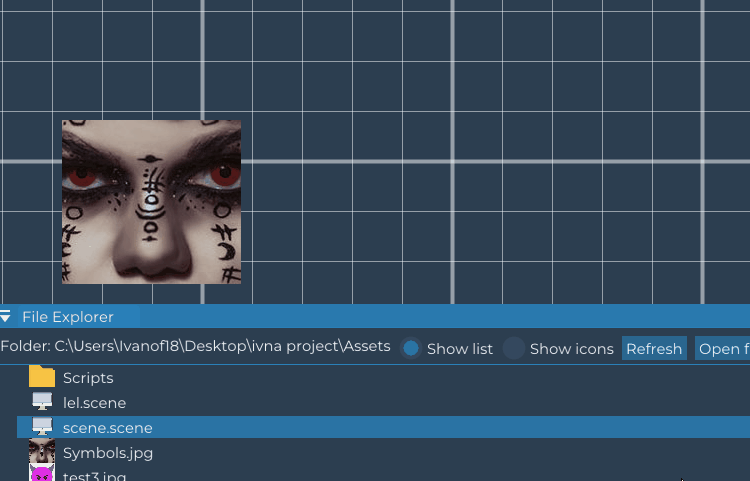 File Explorer
Folder: C:\Users\Ivanof18\Desktop\ivna project\Assets Show list Show icons Refresh Open f
Scripts
lel.scene
scene.scene
Symbols.jpg
test3.jpg